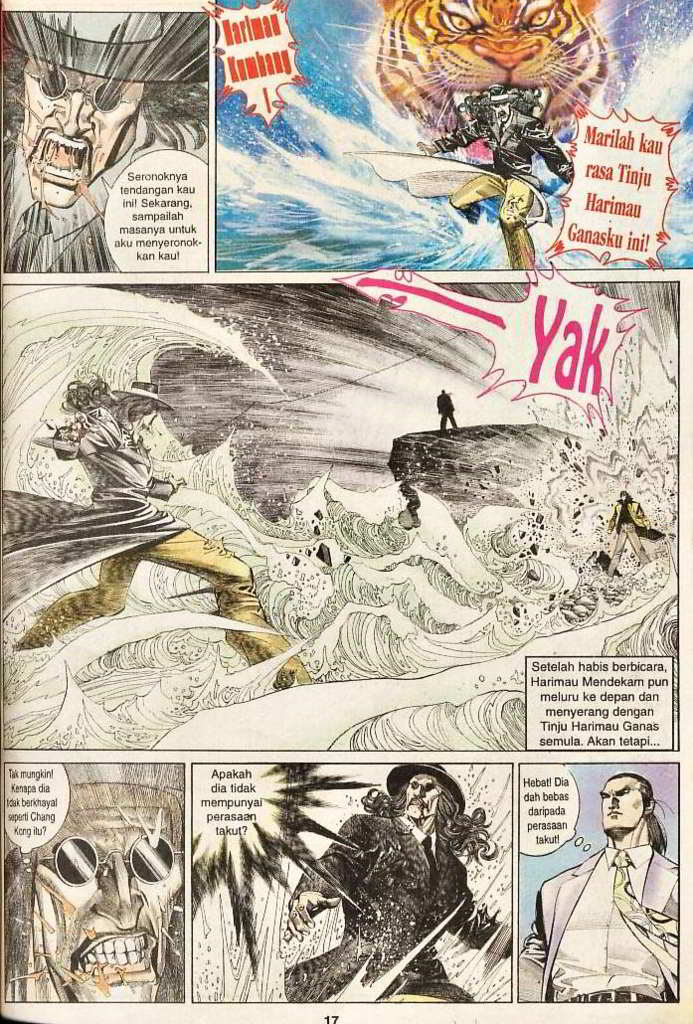 Seronoknya
tendangan kau
ini! Sekarang,
sampailah
masanya untuk
aku menyeronok-
kan kau!
Harimau
Kumbang
!
Marilah kau
rasa Tinju
Harimau
Ganasku ini!
Yak
Setelah habis berbicara,
Harimau Mendekam pun
meluru ke depan dan
menyerang dengan
Tinju Harimau Ganas
semula. Akan tetapi...
Tak mungkin!
Kenapa dia
tidak berkhayal
seperti Chang
Kong itu?
Apakah
dia tidak
mempunyai
perasaan
takut?
Hebat! Dia
dah bebas
daripada
perasaan
takut!
17